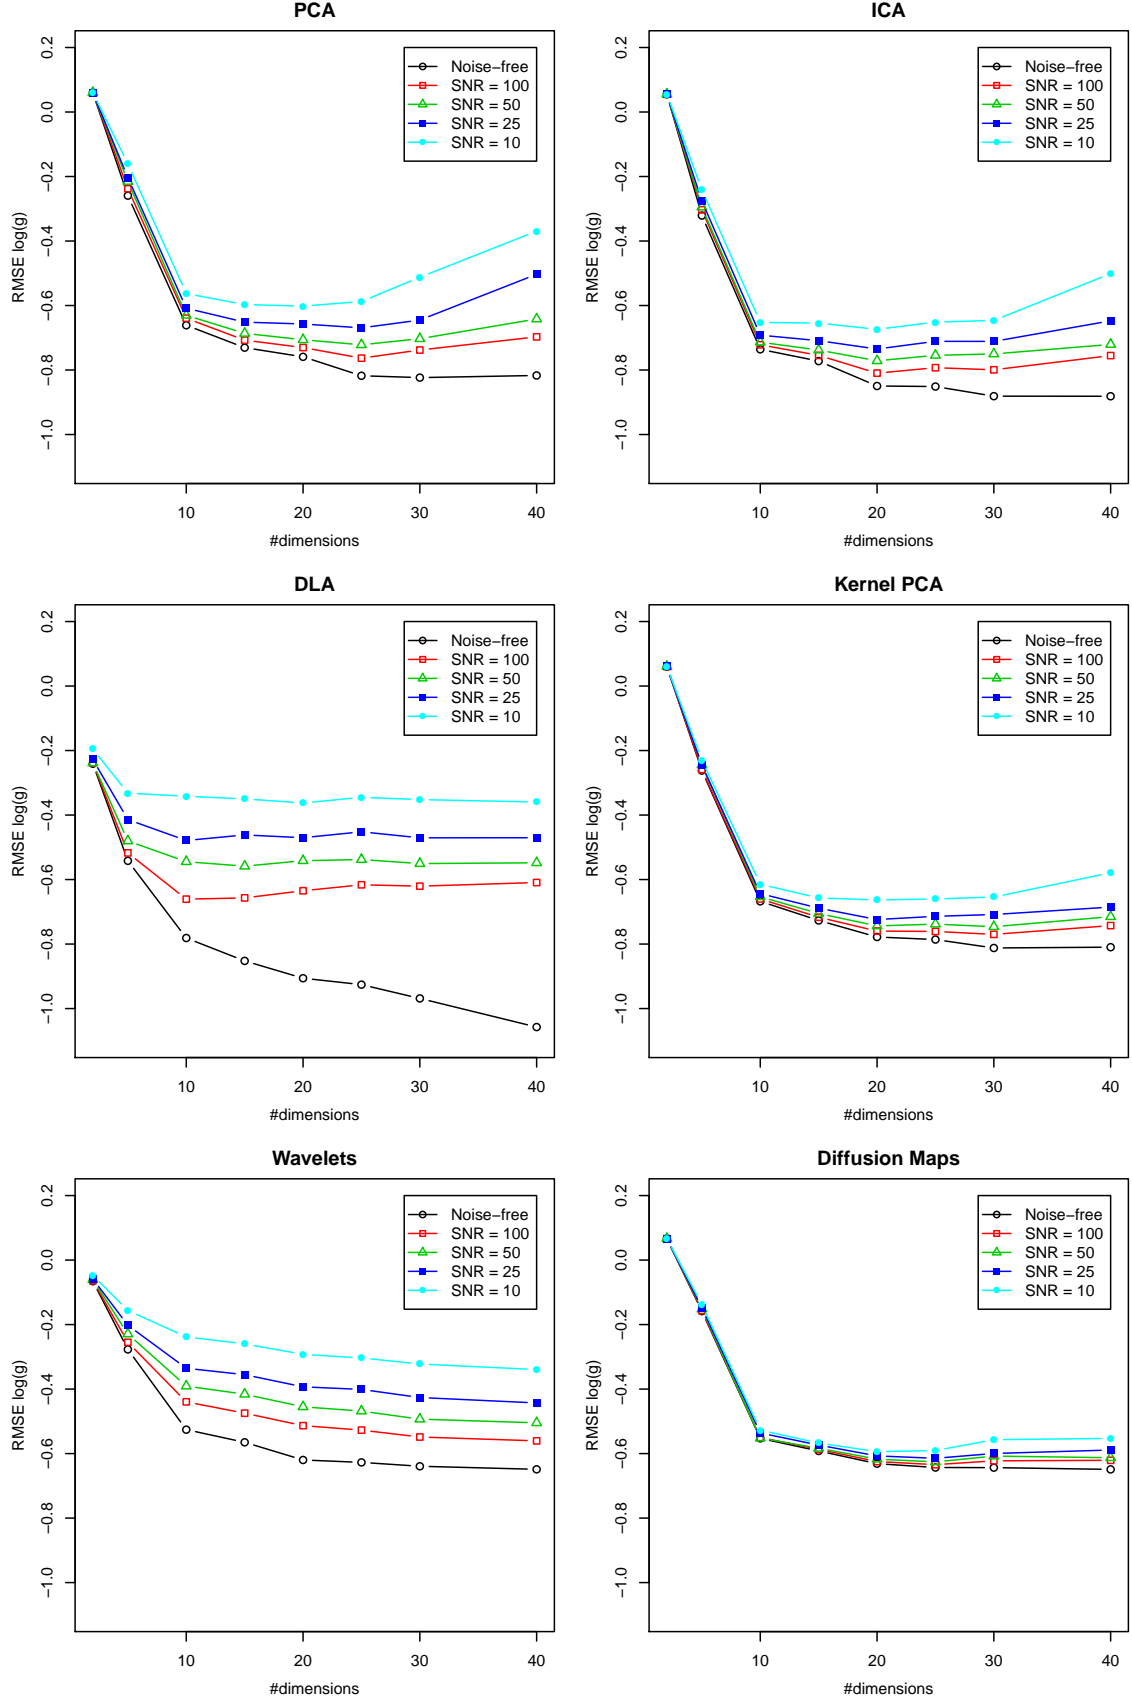 PCA
RMSE log(g)
0.2
0.0
−0.2
−0.4
−0.6
−0.8
−1.0
Noise−free
SNR = 100
SNR = 50
SNR = 25
SNR = 10
10 20 30 40
#dimensions
ICA
RMSE log(g)
0.2
0.0
−0.2
−0.4
−0.6
−0.8
−1.0
Noise−free
SNR = 100
SNR = 50
SNR = 25
SNR = 10
10 20 30 40
#dimensions
DLA
RMSE log(g)
0.2
0.0
−0.2
−0.4
−0.6
−0.8
−1.0
Noise−free
SNR = 100
SNR = 50
SNR = 25
SNR = 10
10 20 30 40
#dimensions
Kernel PCA
RMSE log(g)
0.2
0.0
−0.2
−0.4
−0.6
−0.8
−1.0
Noise−free
SNR = 100
SNR = 50
SNR = 25
SNR = 10
10 20 30 40
#dimensions
Wavelets
RMSE log(g)
0.2
0.0
−0.2
−0.4
−0.6
−0.8
−1.0
Noise−free
SNR = 100
SNR = 50
SNR = 25
SNR = 10
10 20 30 40
#dimensions
Diffusion Maps
RMSE log(g)
0.2
0.0
−0.2
−0.4
−0.6
−0.8
−1.0
Noise−free
SNR = 100
SNR = 50
SNR = 25
SNR = 10
10 20 30 40
#dimensions